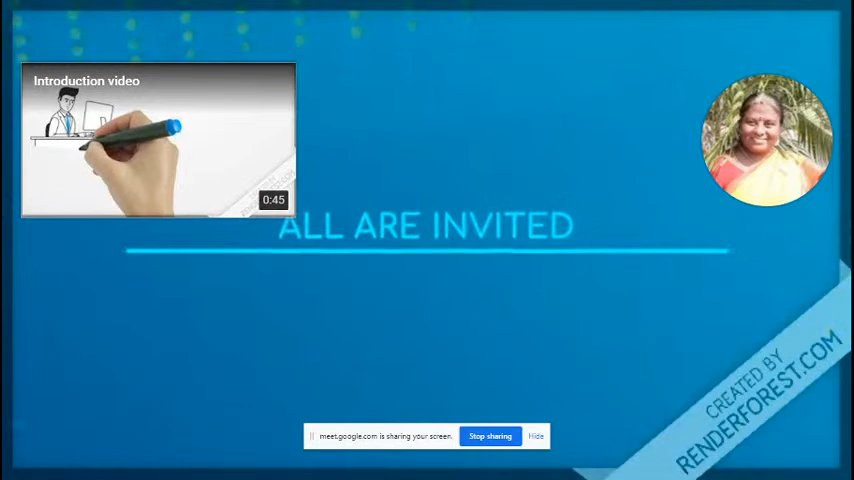 Introduction video
0:45
ALL ARE INVITED
CREATED BY
RENDERFOREST.COM
meet.google.com is sharing your screen.
Stop sharing
Hide